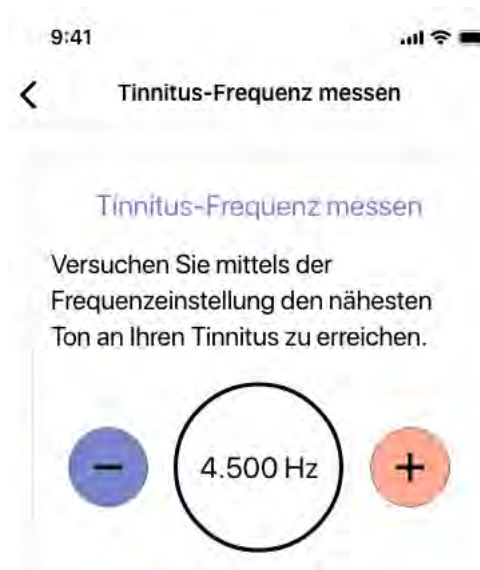 9:41
Tinnitus-Frequenz messen
Tinnitus-Frequenz messen
Versuchen Sie mittels der
Frequenzeinstellung den nähesten
Ton an Ihren Tinnitus zu erreichen.
− 4.500 Hz +